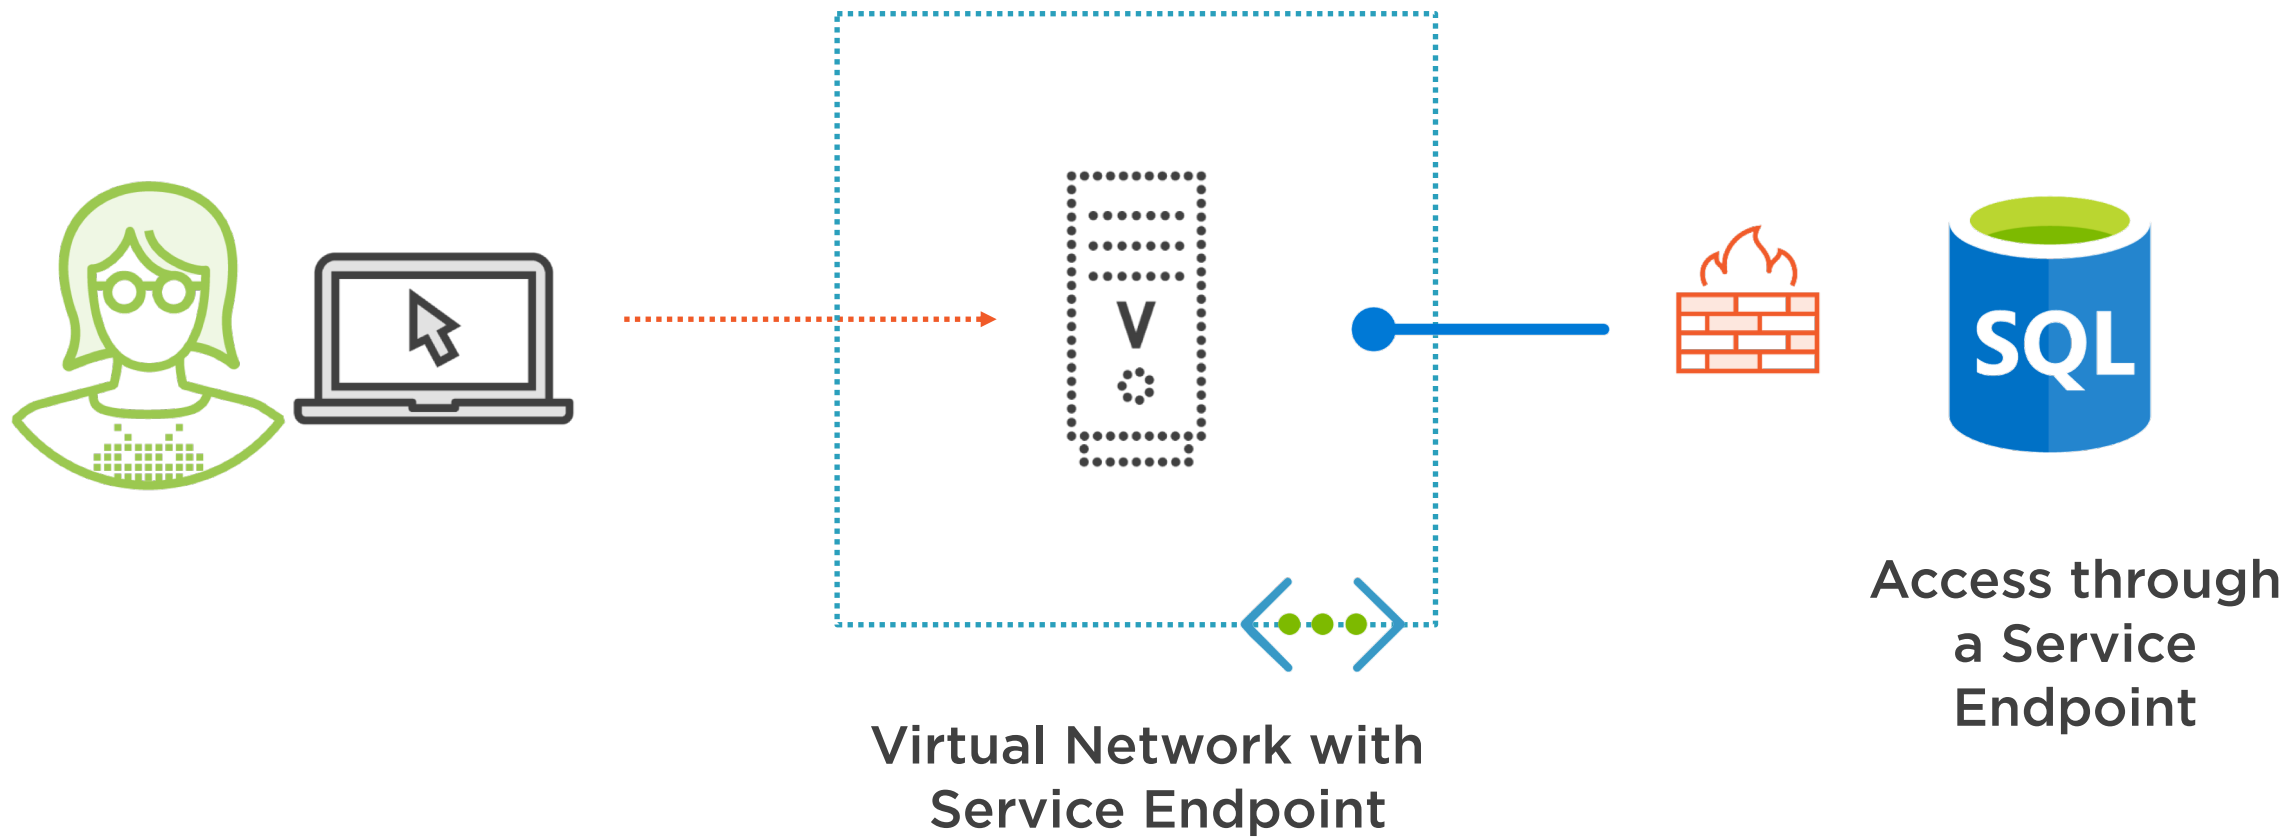 V
SQL
Access through
a Service
Endpoint
Virtual Network with
Service Endpoint